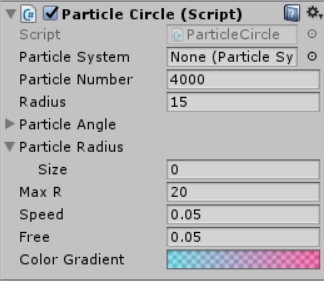 Particle Circle (Script)
Script ParticleCircle
Particle System None (Particle Sy
Particle Number 4000
Radius 15
Particle Angle
Particle Radius
Size 0
Max R 20
Speed 0.05
Free 0.05
Color Gradient